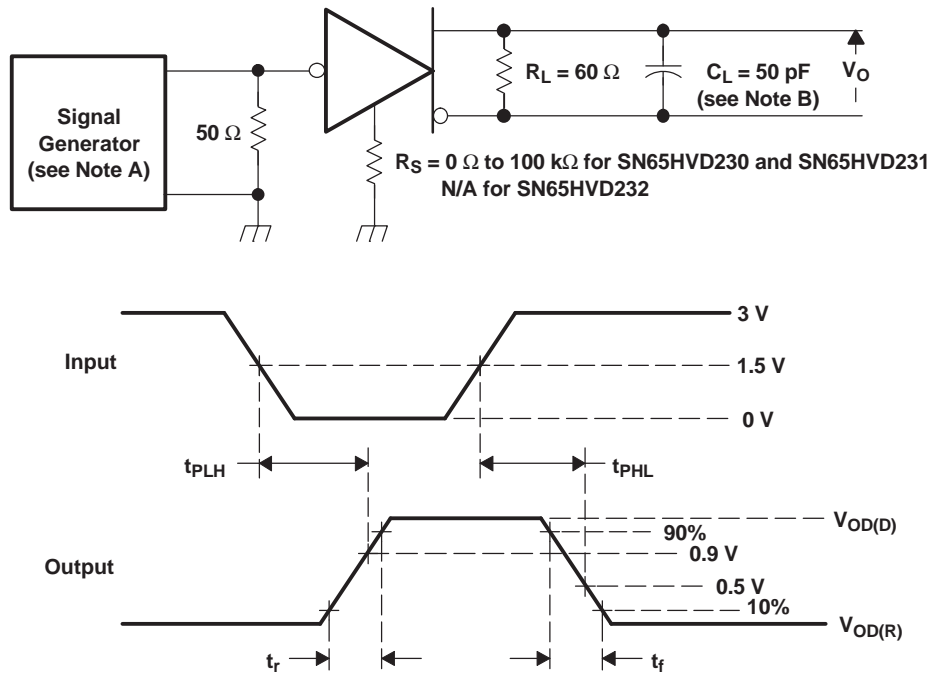 Signal
Generator
(see Note A)
50 Ω
R_L = 60 Ω
C_L = 50 pF
(see Note B)
V_O
R_S = 0 Ω to 100 kΩ for SN65HVD230 and SN65HVD231
N/A for SN65HVD232
3 V
Input
1.5 V
0 V
t_PLH
t_PHL
V_OD(D)
90%
0.9 V
Output
0.5 V
10%
V_OD(R)
t_r
t_f